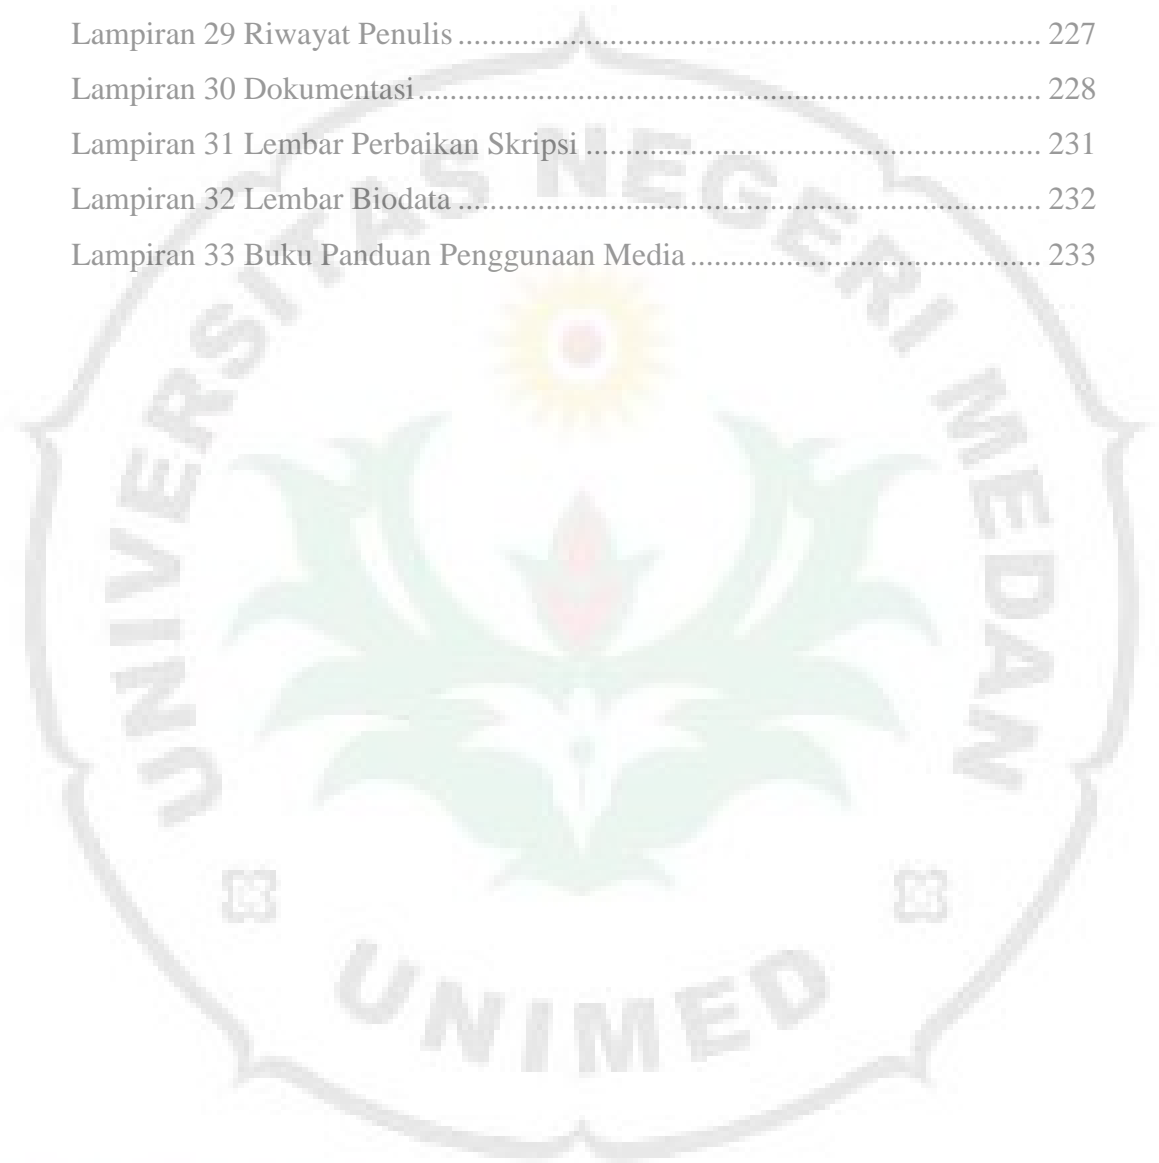 Lampiran 29 Riwayat Penulis ........................................................................ 227
Lampiran 30 Dokumentasi ............................................................................. 228
Lampiran 31 Lembar Perbaikan Skripsi ........................................................ 231
Lampiran 32 Lembar Biodata ........................................................................ 232
Lampiran 33 Buku Panduan Penggunaan Media ........................................... 233
UNIVERSITAS NEGERI MEDAN
UNIMED